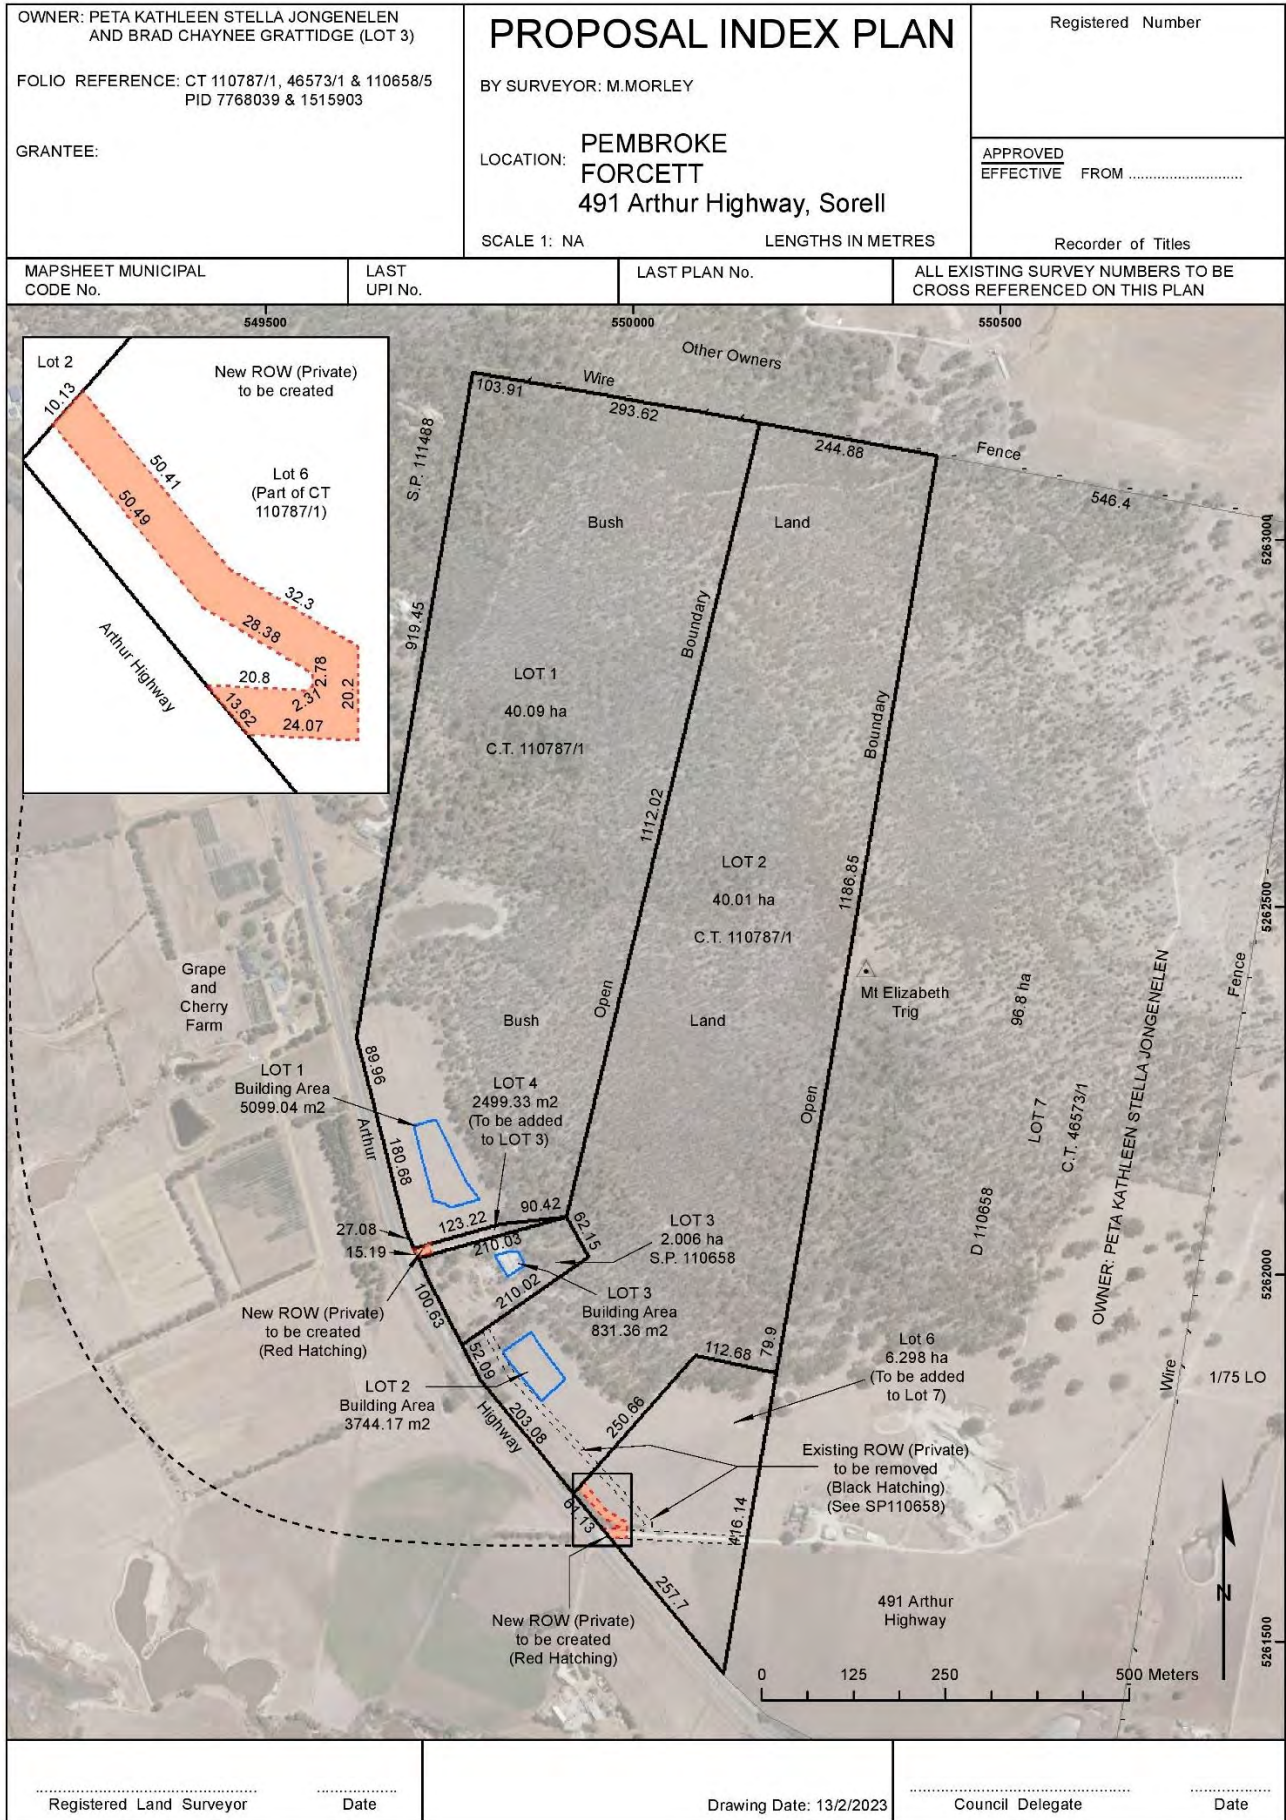 OWNER: PETA KATHLEEN STELLA JONGENELEN
AND BRAD CHAYNEE GRATTIDGE (LOT 3)
FOLIO REFERENCE: CT 110787/1, 46573/1 & 110658/5
PID 7768039 & 1515903
GRANTEE:
PROPOSAL INDEX PLAN
BY SURVEYOR: M.MORLEY
LOCATION:
PEMBROKE
FORCETT
491 Arthur Highway, Sorell
SCALE 1: NA
LENGTHS IN METRES
Registered Number
APPROVED
EFFECTIVE FROM ............................
Recorder of Titles
MAPSHEET MUNICIPAL
CODE No.
LAST
UPI No.
LAST PLAN No.
ALL EXISTING SURVEY NUMBERS TO BE
CROSS REFERENCED ON THIS PLAN
549500
550000
550500
Lot 2
10.13
New ROW (Private)
to be created
50.41
50.49
Lot 6
(Part of CT
110787/1)
32.3
28.38
Arthur Highway
20.8
2.78
2.37
20.2
13.62
24.07
Other Owners
Wire
103.91
293.62
244.88
Fence
546.4
5263000
S.P. 111488
Bush
Land
919.45
Boundary
LOT 1
40.09 ha
C.T. 110787/1
Boundary
1112.02
LOT 2
40.01 ha
C.T. 110787/1
1186.85
5262500
Grape
and
Cherry
Farm
Open
Mt Elizabeth
Trig
96.8 ha
Fence
Bush
Land
LOT 1
Building Area
5099.04 m2
89.96
Arthur
180.68
LOT 4
2499.33 m2
(To be added
to LOT 3)
Open
LOT 7
C.T. 46573/1
D 110658
OWNER: PETA KATHLEEN STELLA JONGENELEN
27.08
15.19
123.22
90.42
210.03
62.15
LOT 3
2.006 ha
S.P. 110658
5262000
New ROW (Private)
to be created
(Red Hatching)
100.63
210.02
LOT 3
Building Area
831.36 m2
52.09
112.68
79.9
Lot 6
6.298 ha
(To be added
to Lot 7)
Wire
1/75 LO
LOT 2
Building Area
3744.17 m2
203.08
Highway
250.66
Existing ROW (Private)
to be removed
(Black Hatching)
(See SP110658)
61.13
416.14
257.7
New ROW (Private)
to be created
(Red Hatching)
491 Arthur
Highway
N
5261500
0 125 250 500 Meters
Registered Land Surveyor
Date
Drawing Date: 13/2/2023
Council Delegate
Date